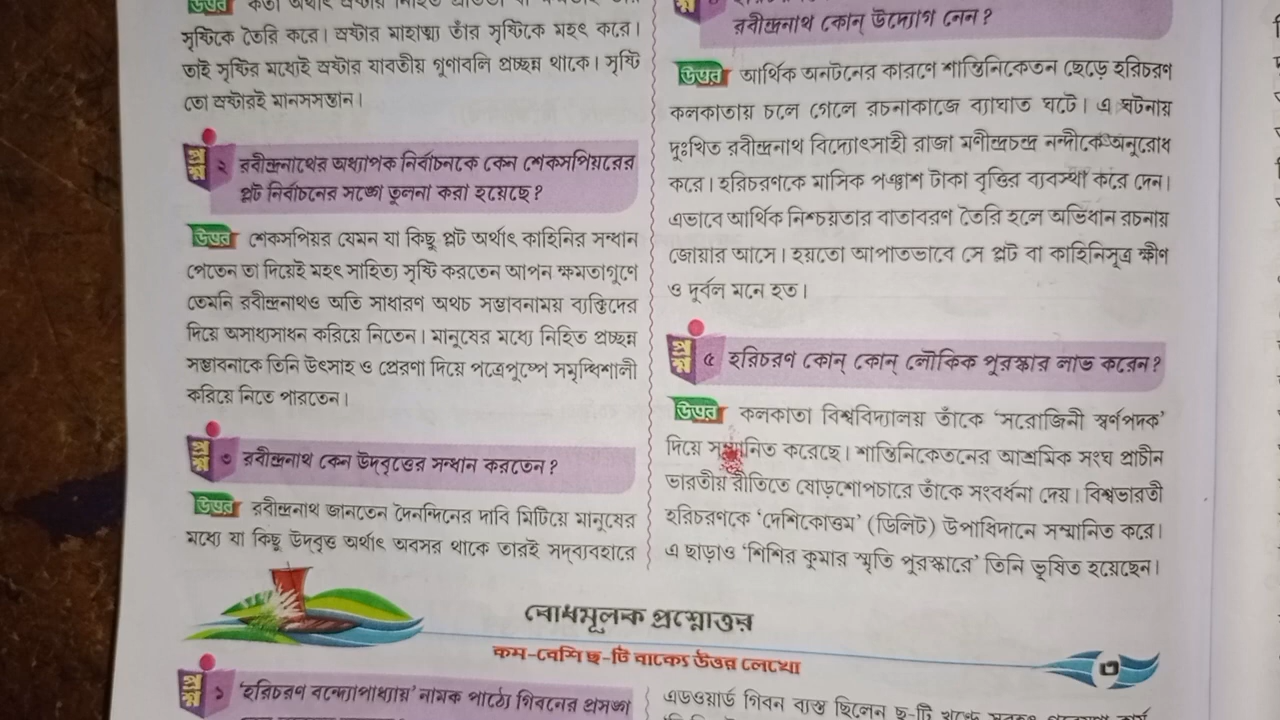 উত্তর
সৃষ্টিকে তৈরি করে। স্রষ্টার মাহাত্ম্য তাঁর সৃষ্টিকে মহৎ করে।
তাই সৃষ্টির মধ্যেই স্রষ্টার যাবতীয় গুণাবলি প্রচ্ছন্ন থাকে। সৃষ্টি
তো স্রষ্টারই মানসসন্তান।
প্রশ্ন ২ রবীন্দ্রনাথের অধ্যাপক নির্বাচনকে কেন শেকসপিয়রের
প্লট নির্বাচনের সঙ্গে তুলনা করা হয়েছে?
উত্তর শেকসপিয়র যেমন যা কিছু প্লট অর্থাৎ কাহিনির সন্ধান
পেতেন তা দিয়েই মহৎ সাহিত্য সৃষ্টি করতেন আপন ক্ষমতাগুণে
তেমনি রবীন্দ্রনাথও অতি সাধারণ অথচ সম্ভাবনাময় ব্যক্তিদের
দিয়ে অসাধ্যসাধন করিয়ে নিতেন। মানুষের মধ্যে নিহিত প্রচ্ছন্ন
সম্ভাবনাকে তিনি উৎসাহ ও প্রেরণা দিয়ে পত্রেপুষ্পে সমৃদ্ধিশালী
করিয়ে নিতে পারতেন।
প্রশ্ন ৩ রবীন্দ্রনাথ কেন উদ্‌বৃত্তের সন্ধান করতেন?
উত্তর রবীন্দ্রনাথ জানতেন দৈনন্দিনের দাবি মিটিয়ে মানুষের
মধ্যে যা কিছু উদ্‌বৃত্ত অর্থাৎ অবসর থাকে তারই সদ্‌ব্যবহারে
রবীন্দ্রনাথ কোন্ উদ্যোগ নেন?
উত্তর আর্থিক অনটনের কারণে শান্তিনিকেতন ছেড়ে হরিচরণ
কলকাতায় চলে গেলে রচনাকাজে ব্যাঘাত ঘটে। এ ঘটনায়
দুঃখিত রবীন্দ্রনাথ বিদ্যোৎসাহী রাজা মণীন্দ্রচন্দ্র নন্দীকে অনুরোধ
করে। হরিচরণকে মাসিক পঞ্চাশ টাকা বৃত্তির ব্যবস্থা করে দেন।
এভাবে আর্থিক নিশ্চয়তার বাতাবরণ তৈরি হলে অভিধান রচনায়
জোয়ার আসে। হয়তো আপাতভাবে সে প্লট বা কাহিনিসূত্র ক্ষীণ
ও দুর্বল মনে হত।
প্রশ্ন ৫ হরিচরণ কোন্ কোন্ লৌকিক পুরস্কার লাভ করেন?
উত্তর কলকাতা বিশ্ববিদ্যালয় তাঁকে ‘সরোজিনী স্বর্ণপদক’
দিয়ে সম্মানিত করেছে। শান্তিনিকেতনের আশ্রমিক সংঘ প্রাচীন
ভারতীয় রীতিতে ষোড়শোপচারে তাঁকে সংবর্ধনা দেয়। বিশ্বভারতী
হরিচরণকে ‘দেশিকোত্তম’ (ডিলিট) উপাধিদানে সম্মানিত করে।
এ ছাড়াও ‘শিশির কুমার স্মৃতি পুরস্কারে’ তিনি ভূষিত হয়েছেন।
বোধমূলক প্রশ্নোত্তর
কম-বেশি ছ-টি বাক্যে উত্তর লেখো
৩
প্রশ্ন ১ ‘হরিচরণ বন্দ্যোপাধ্যায়’ নামক পাঠ্যে গিবনের প্রসঙ্গ
এডওয়ার্ড গিবন ব্যস্ত ছিলেন ছ-টি খণ্ডে